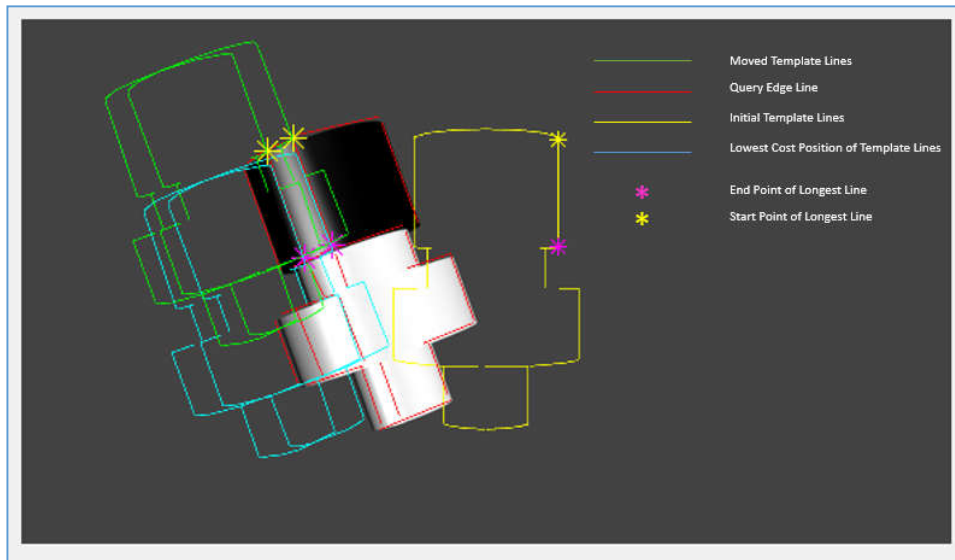 Moved Template Lines
Query Edge Line
Initial Template Lines
Lowest Cost Position of Template Lines
End Point of Longest Line
Start Point of Longest Line